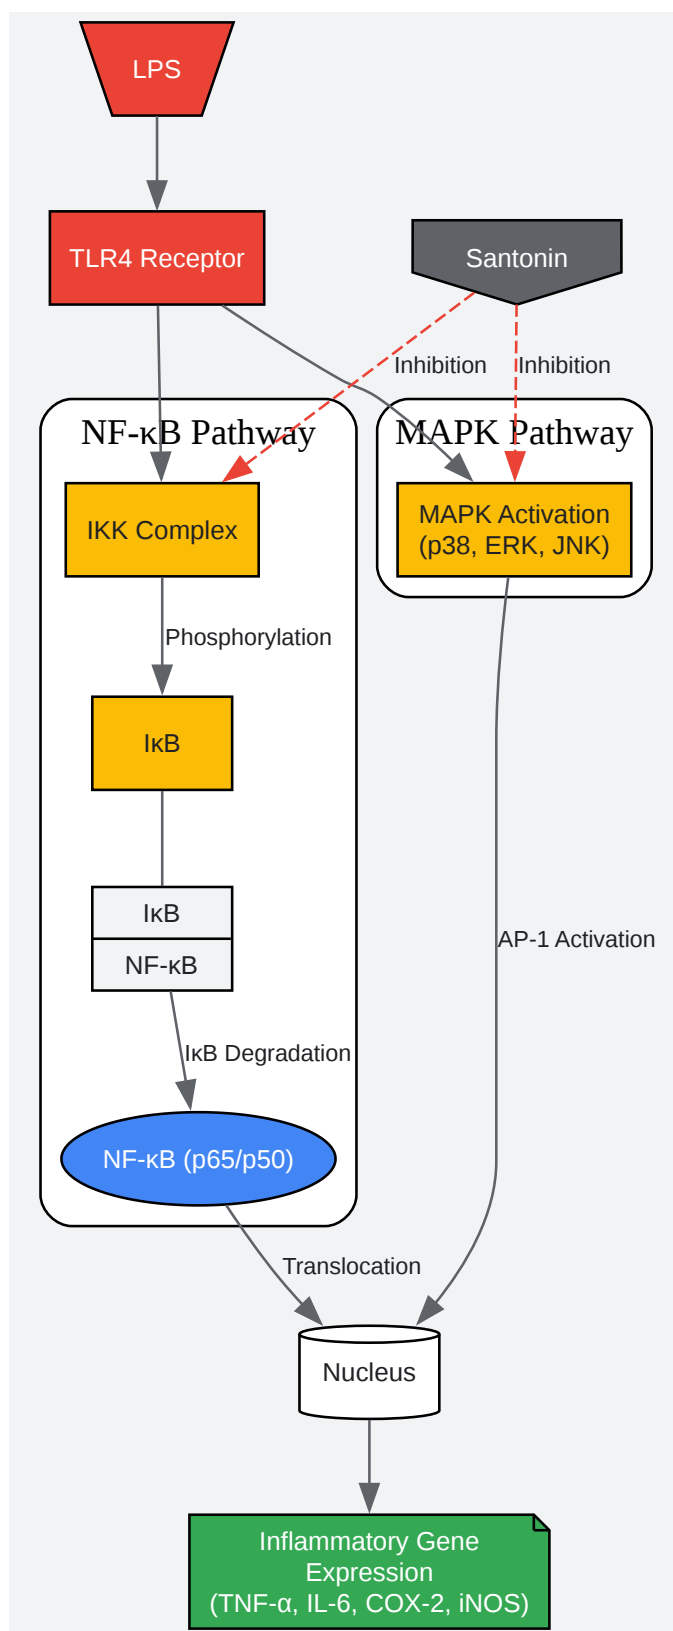 LPS
TLR4 Receptor
Santonin
Inhibition
Inhibition
NF-κB Pathway
MAPK Pathway
IKK Complex
MAPK Activation
(p38, ERK, JNK)
Phosphorylation
IκB
IκB
NF-κB
AP-1 Activation
IκB Degradation
NF-κB (p65/p50)
Translocation
Nucleus
Inflammatory Gene
Expression
(TNF-α, IL-6, COX-2, iNOS)